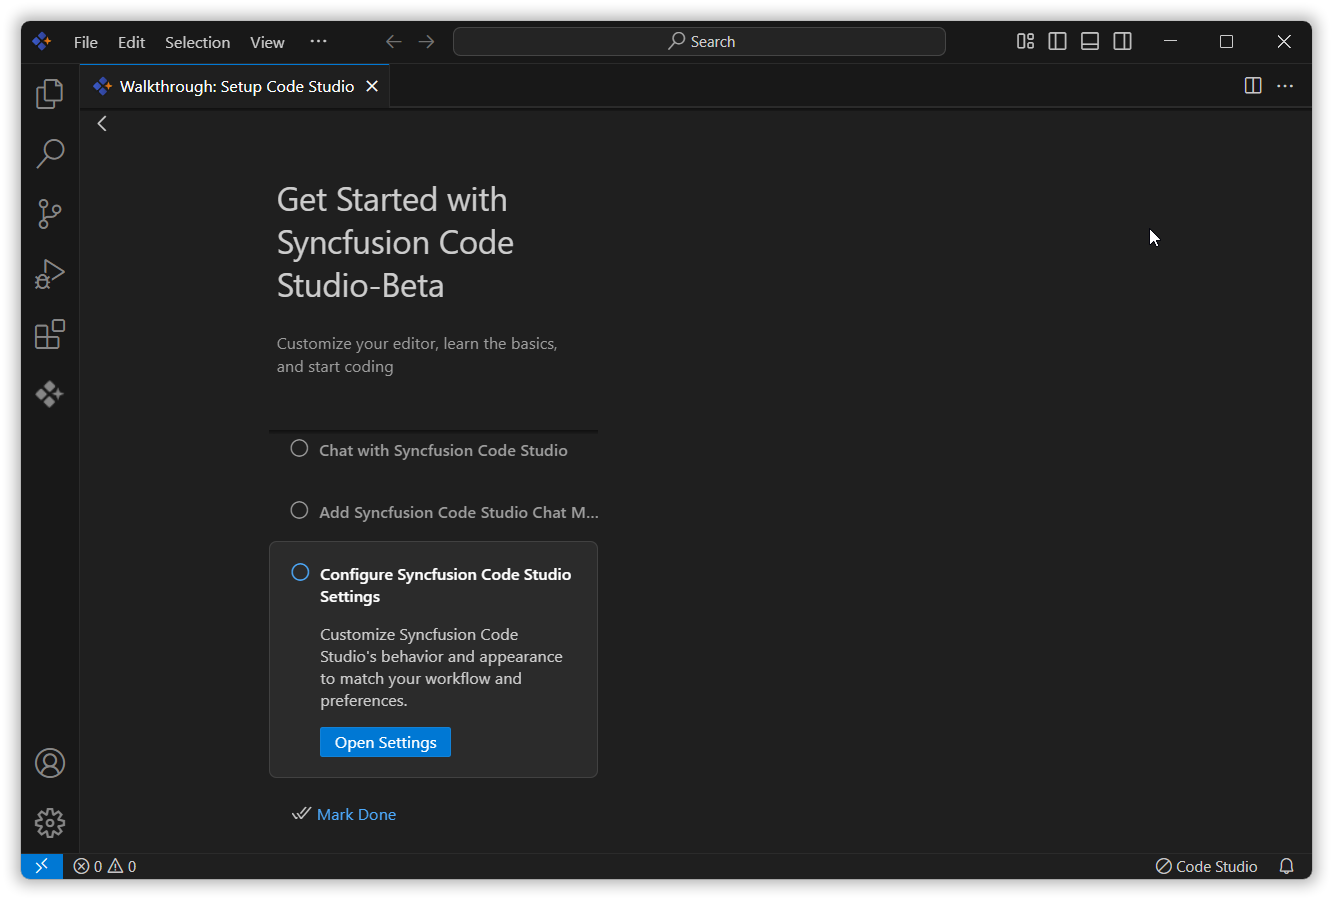 File Edit Selection View ··· Search
Walkthrough: Setup Code Studio
Get Started with
Syncfusion Code
Studio-Beta
Customize your editor, learn the basics,
and start coding
Chat with Syncfusion Code Studio
Add Syncfusion Code Studio Chat M...
Configure Syncfusion Code Studio
Settings
Customize Syncfusion Code
Studio's behavior and appearance
to match your workflow and
preferences.
Open Settings
Mark Done
0 0 Code Studio